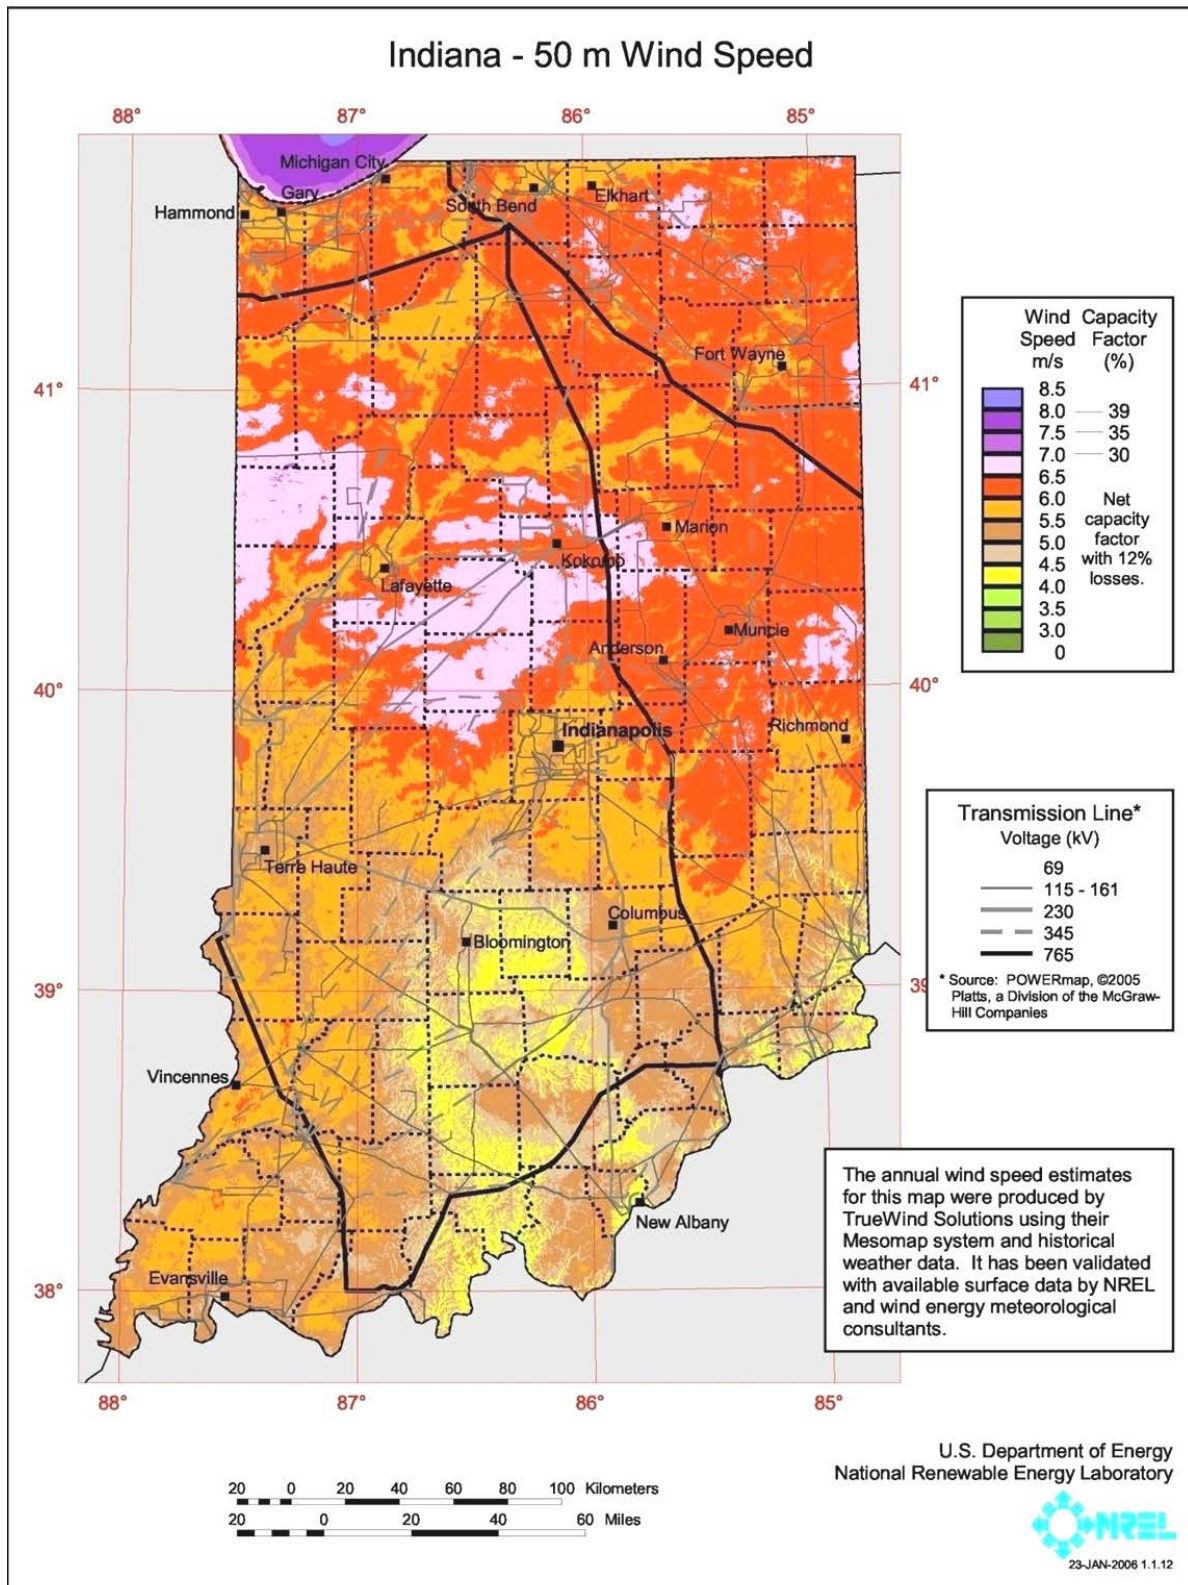 Indiana - 50 m Wind Speed
88° 87° 86° 85°
Michigan City
Gary
Hammond
South Bend
Elkhart
Fort Wayne
41° 41°
Marion
Kokomo
Lafayette
Muncie
Anderson
40° 40°
Indianapolis
Richmond
Terre Haute
Columbus
Bloomington
39° 39
Vincennes
New Albany
Evansville
38°
88° 87° 86° 85°
Wind Capacity
Speed Factor
m/s (%)
8.5
8.0 39
7.5 35
7.0 30
6.5
6.0
5.5
5.0
4.5
4.0
3.5
3.0
0
Net
capacity
factor
with 12%
losses.
Transmission Line*
Voltage (kV)
69
115 - 161
230
345
765
* Source: POWERmap, ©2005
Platts, a Division of the McGraw-
Hill Companies
The annual wind speed estimates
for this map were produced by
TrueWind Solutions using their
Mesomap system and historical
weather data. It has been validated
with available surface data by NREL
and wind energy meteorological
consultants.
U.S. Department of Energy
National Renewable Energy Laboratory
20 0 20 40 60 80 100 Kilometers
20 0 20 40 60 Miles
NREL
23-JAN-2006 1.1.12